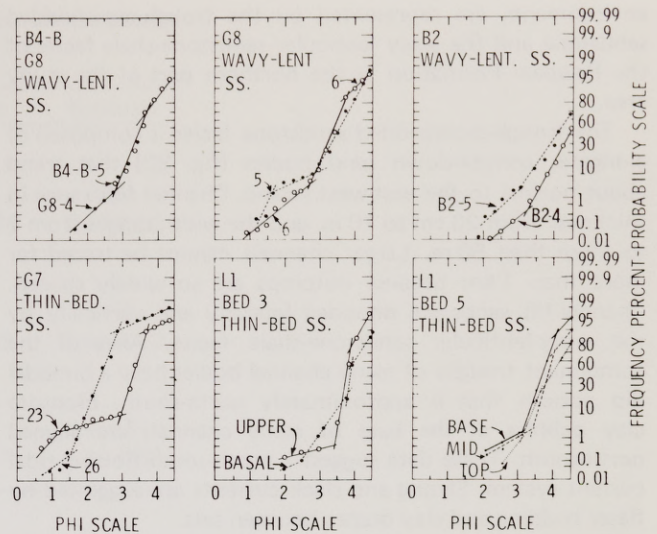 B4-B
G8
WAVY-LENT.
SS.
B4-B-5
G8-4
G8
WAVY-LENT
SS.
6
5
6
B2
WAVY-LENT. SS.
B2-5
B2-4
99.99
99.9
99
95
80
60
30
10
1
0.1
0.01
G7
THIN-BED.
SS.
23
26
0 1 2 3 4
PHI SCALE
L1
BED 3
THIN-BED SS.
UPPER
BASAL
0 1 2 3 4
PHI SCALE
L1
BED 5
THIN-BED SS.
BASE
MID
TOP
0 1 2 3 4
PHI SCALE
99.99
99.9
99
95
80
60
30
10
1
0.1
0.01
FREQUENCY PERCENT-PROBABILITY SCALE